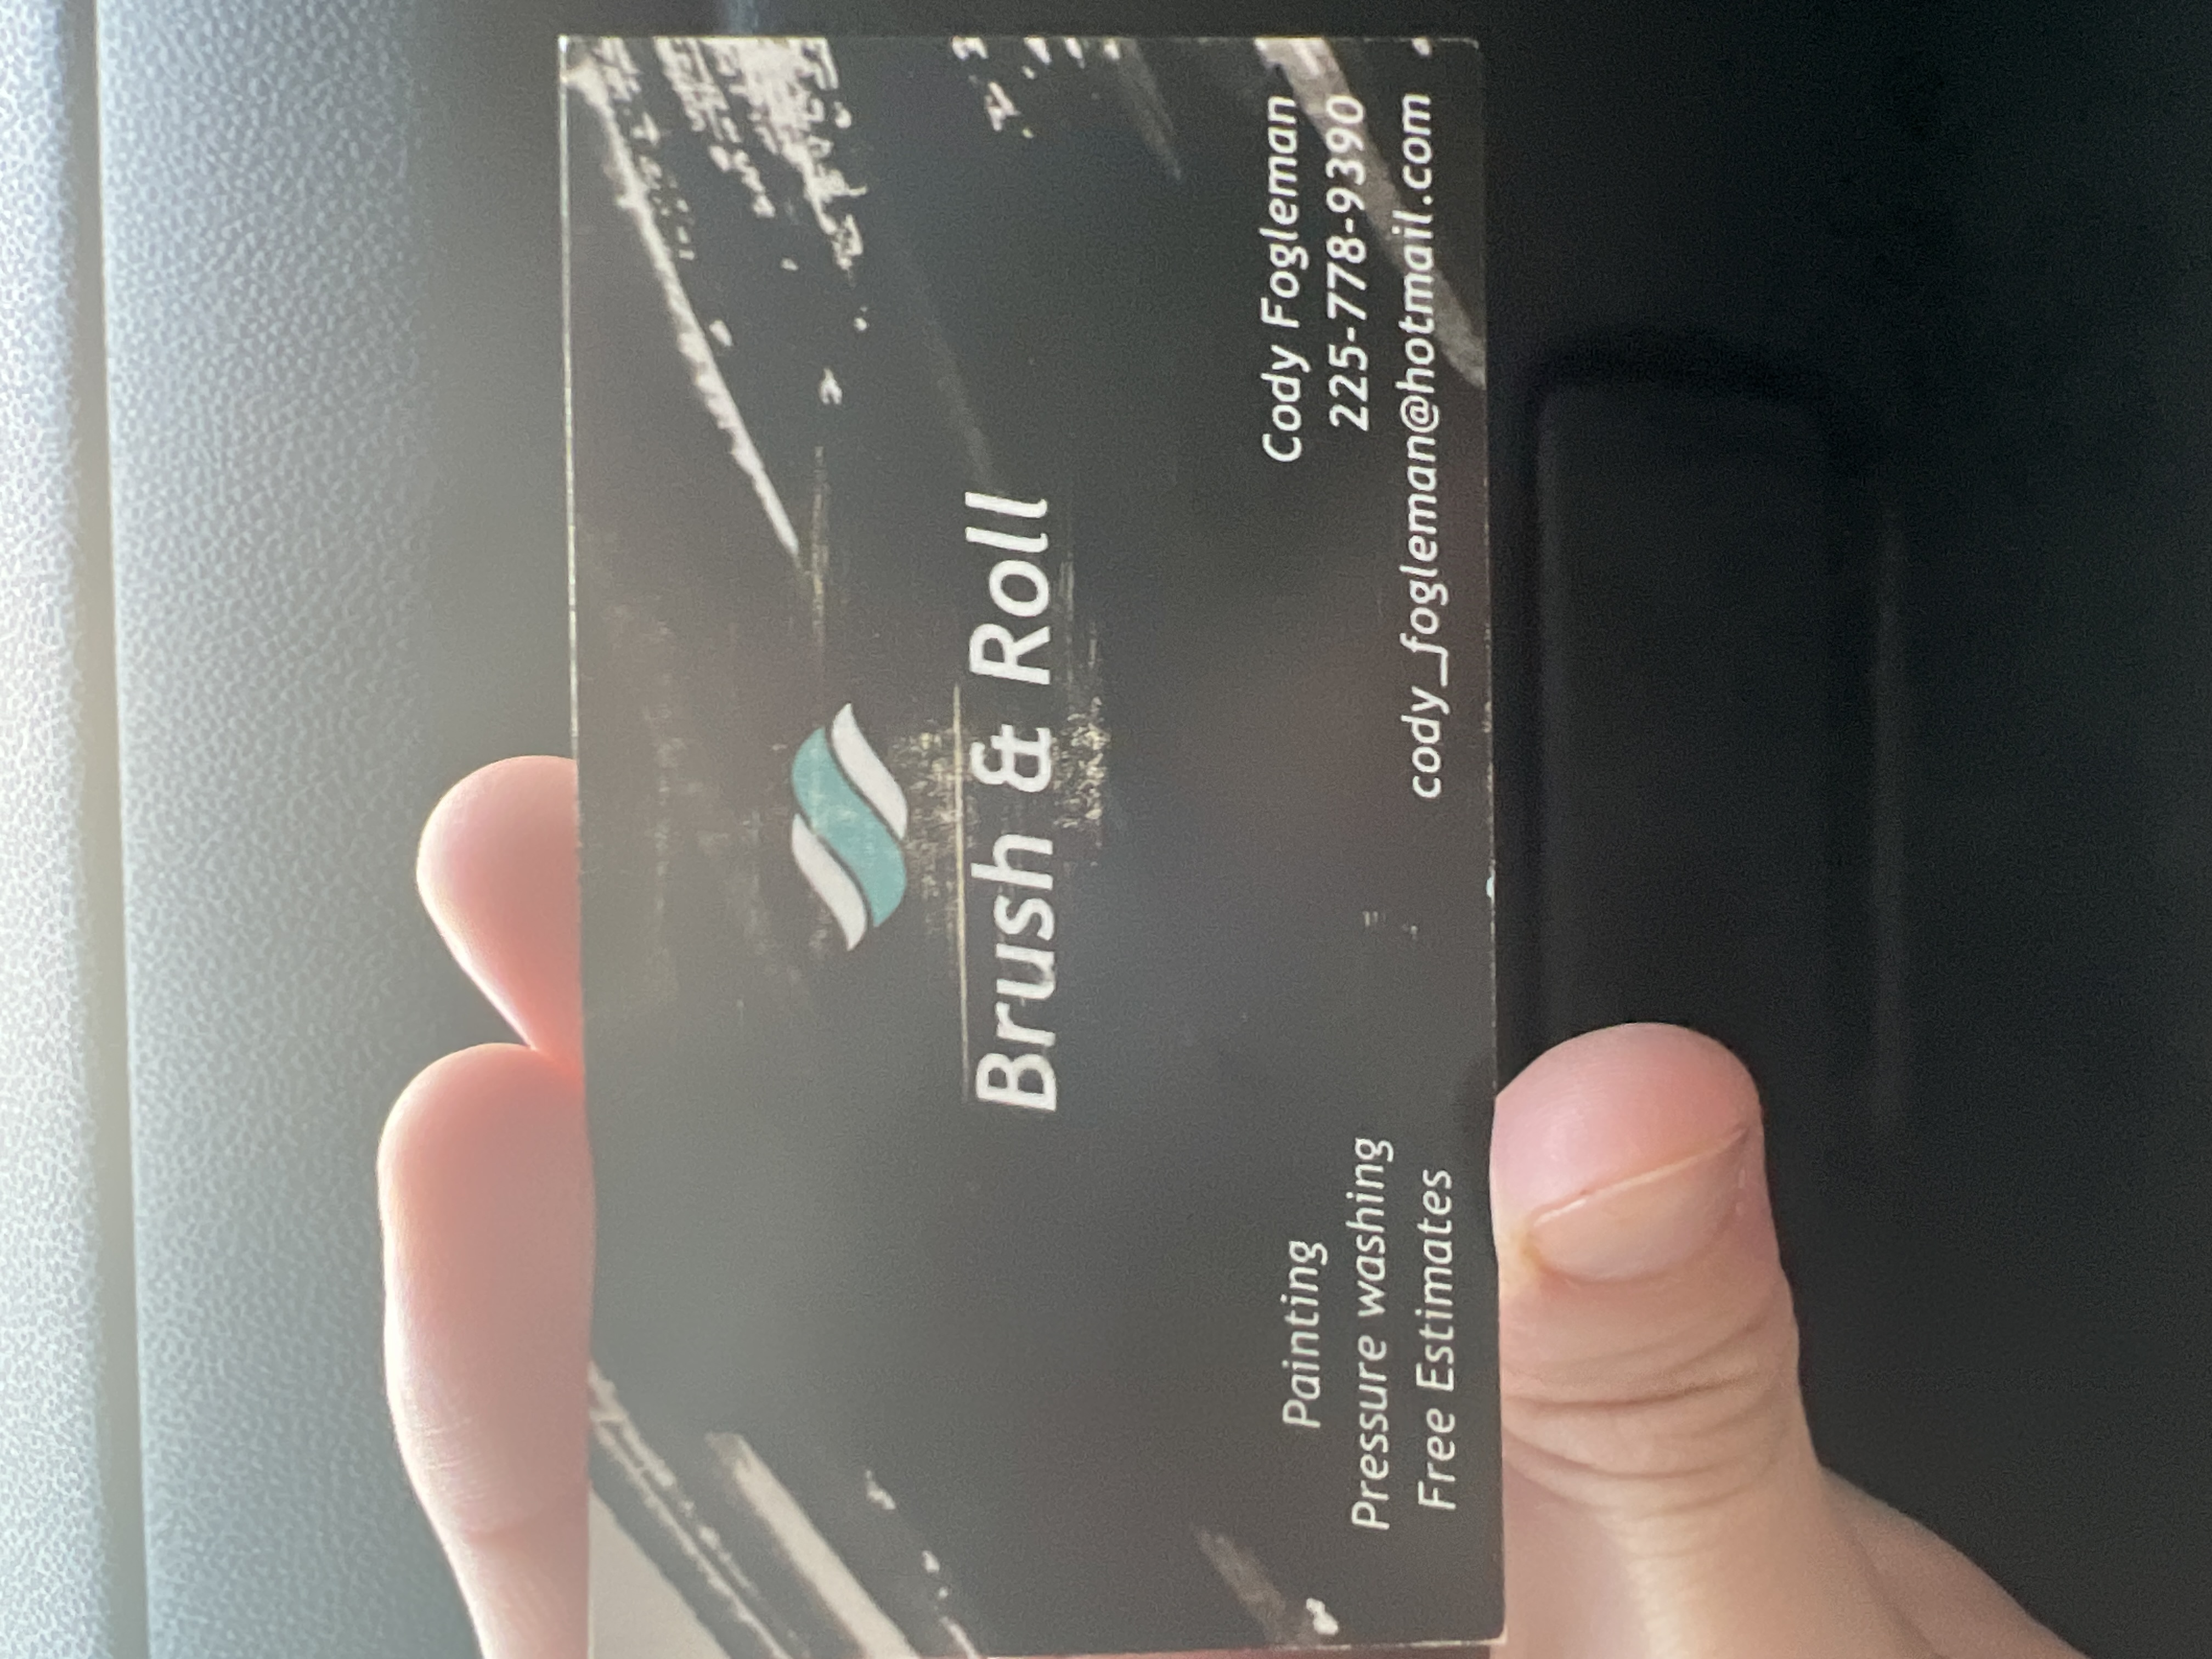 Brush & Roll
Painting
Pressure washing
Free Estimates
Cody Fogleman
225-778-9390
cody_fogleman@hotmail.com